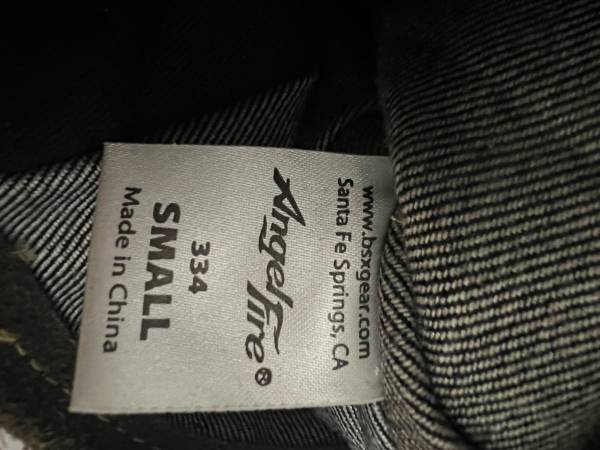 www.bsxgear.com
Santa Fe Springs, CA
AngelFire®
334
SMALL
Made in China